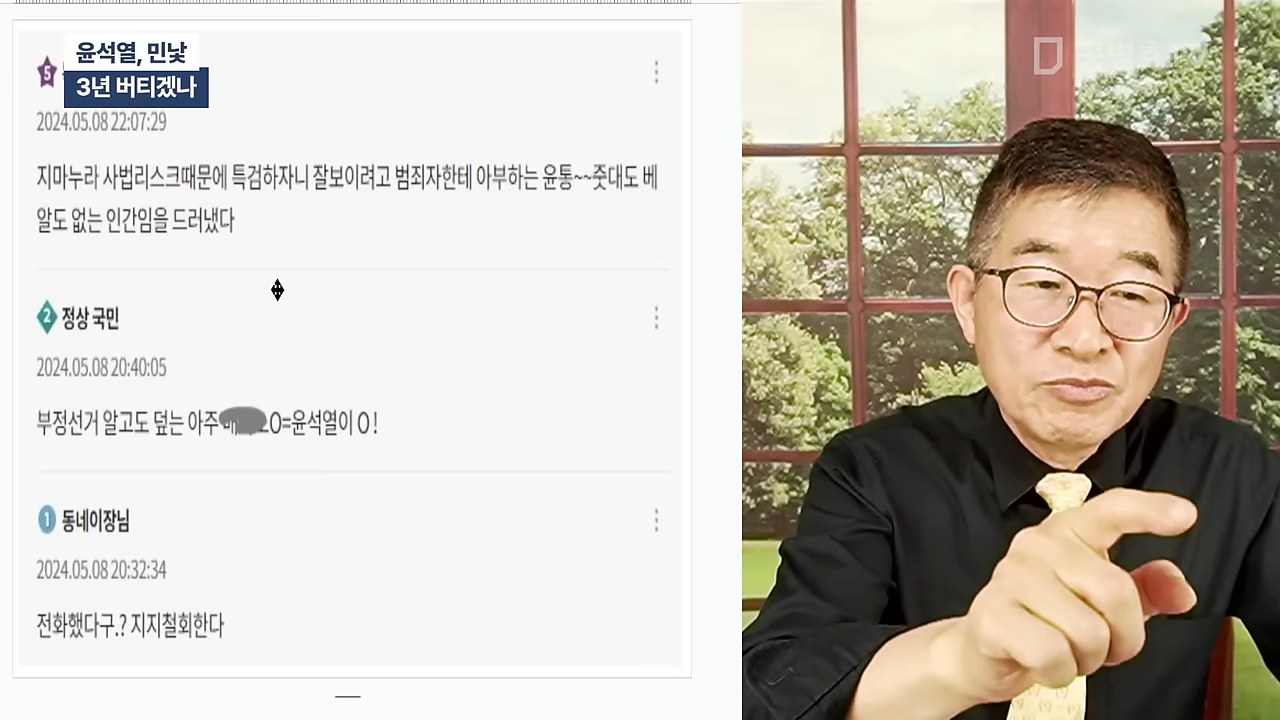 윤석열, 민낯
3년 버티겠나
5
2024.05.08 22:07:29
지마누라 사법리스크때문에 특검하자니 잘보이려고 범죄자한테 아부하는 윤통~~줏대도 베
알도 없는 인간임을 드러냈다
2 정상 국민
2024.05.08 20:40:05
부정선거 알고도 덮는 아주 O=윤석열이 O !
1 동네이장님
2024.05.08 20:32:34
전화했다구.? 지지철회한다